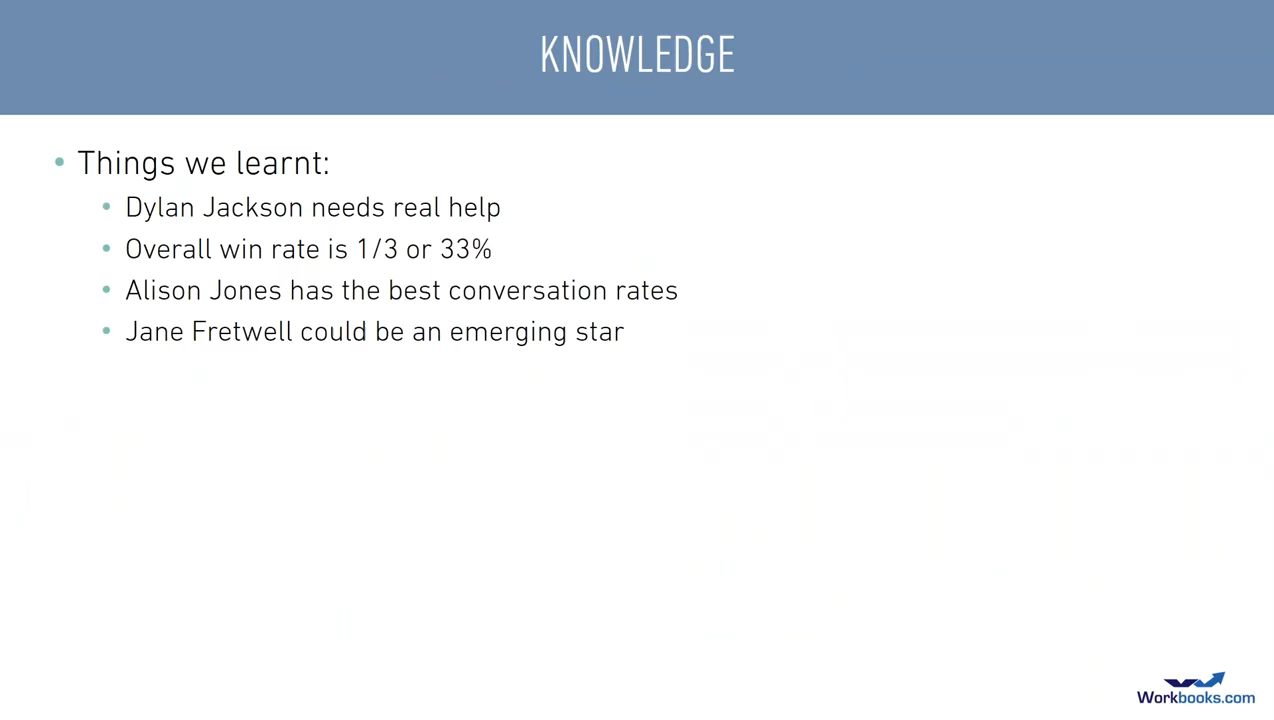 KNOWLEDGE
• Things we learnt:
• Dylan Jackson needs real help
• Overall win rate is 1/3 or 33%
• Alison Jones has the best conversation rates
• Jane Fretwell could be an emerging star
Workbooks.com